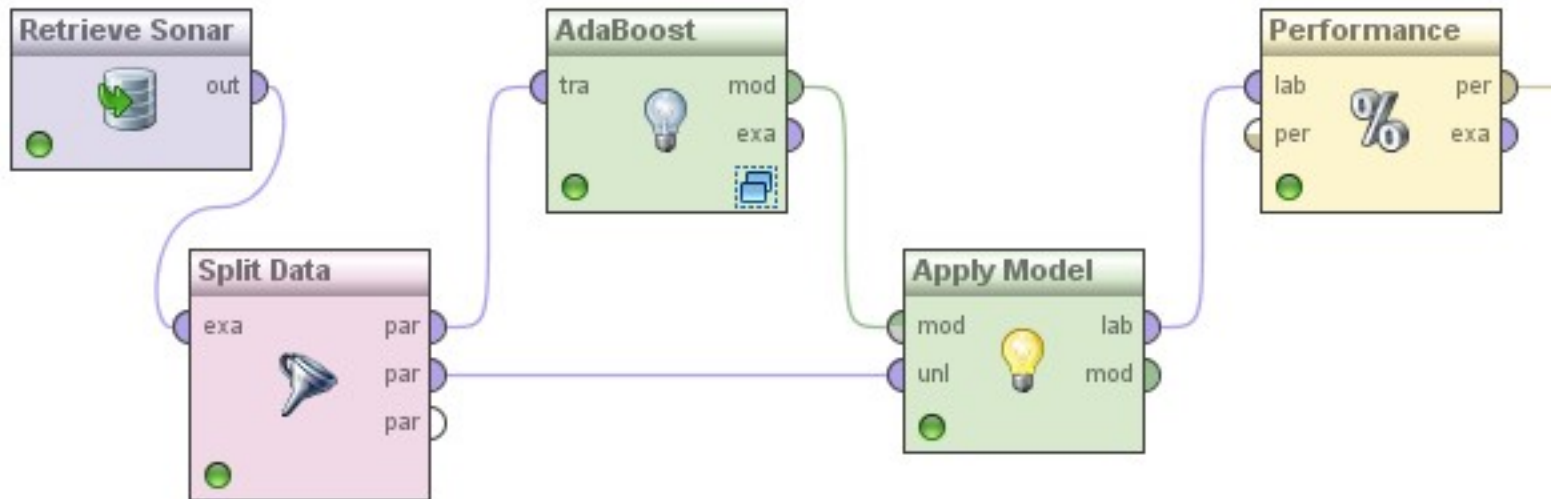 Retrieve Sonar
out
AdaBoost
tra
mod
exa
Performance
lab
per
per
exa
%
Split Data
exa
par
par
par
Apply Model
mod
lab
unl
mod